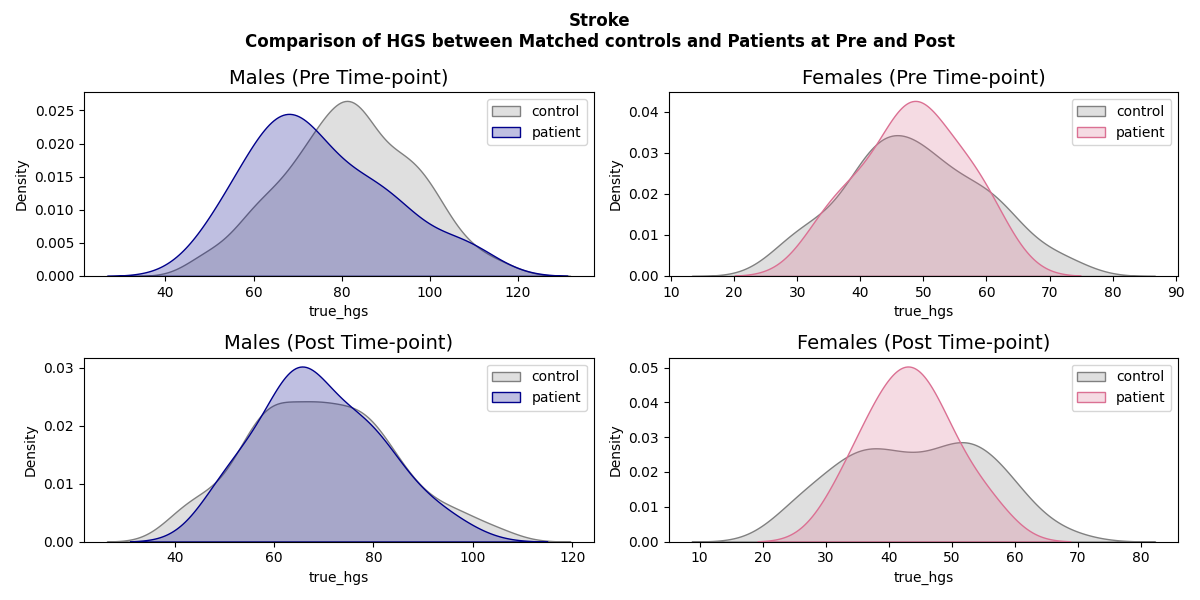 Stroke
Comparison of HGS between Matched controls and Patients at Pre and Post
Males (Pre Time-point)
Density
0.025
0.020
0.015
0.010
0.005
0.000
control
patient
40 60 80 100 120
true_hgs
Females (Pre Time-point)
Density
0.04
0.03
0.02
0.01
0.00
control
patient
10 20 30 40 50 60 70 80 90
true_hgs
Males (Post Time-point)
Density
0.03
0.02
0.01
0.00
control
patient
40 60 80 100 120
true_hgs
Females (Post Time-point)
Density
0.05
0.04
0.03
0.02
0.01
0.00
control
patient
10 20 30 40 50 60 70 80
true_hgs